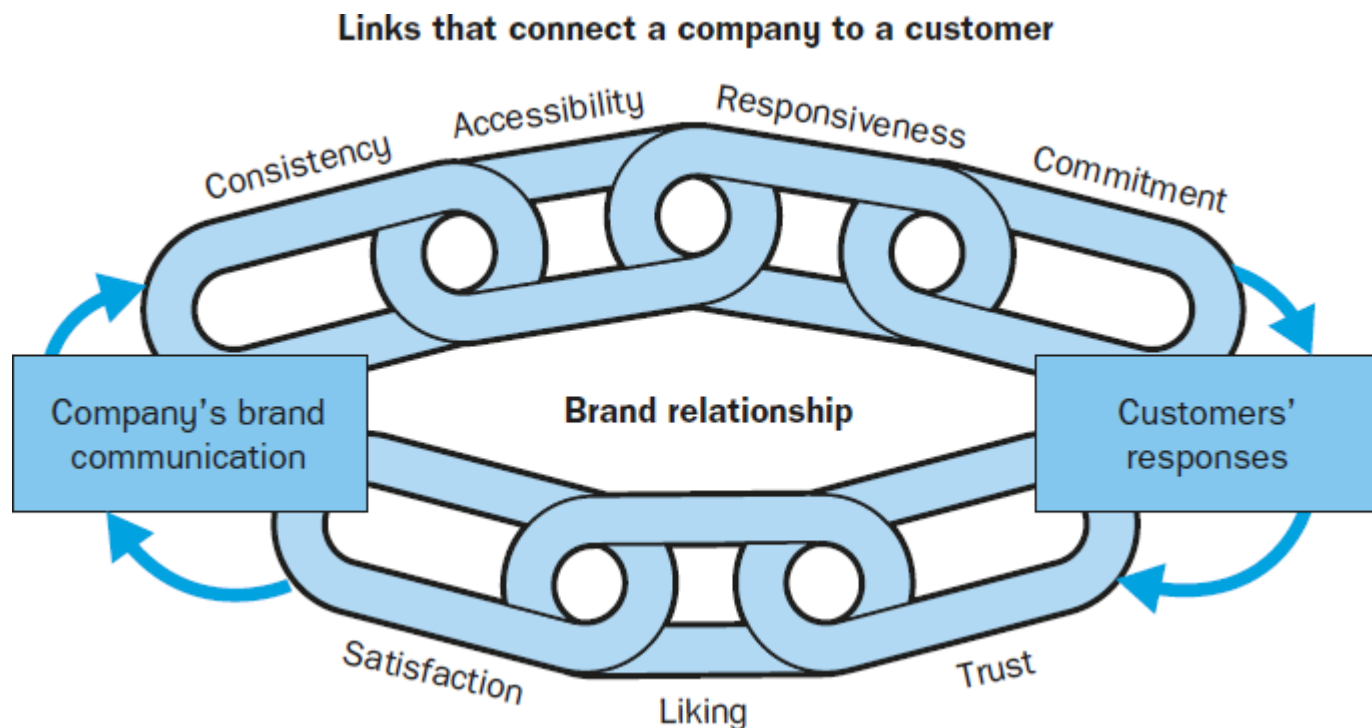 Links that connect a company to a customer
Consistency
Accessibility
Responsiveness
Commitment
Company’s brand
communication
Brand relationship
Customers’
responses
Satisfaction
Liking
Trust